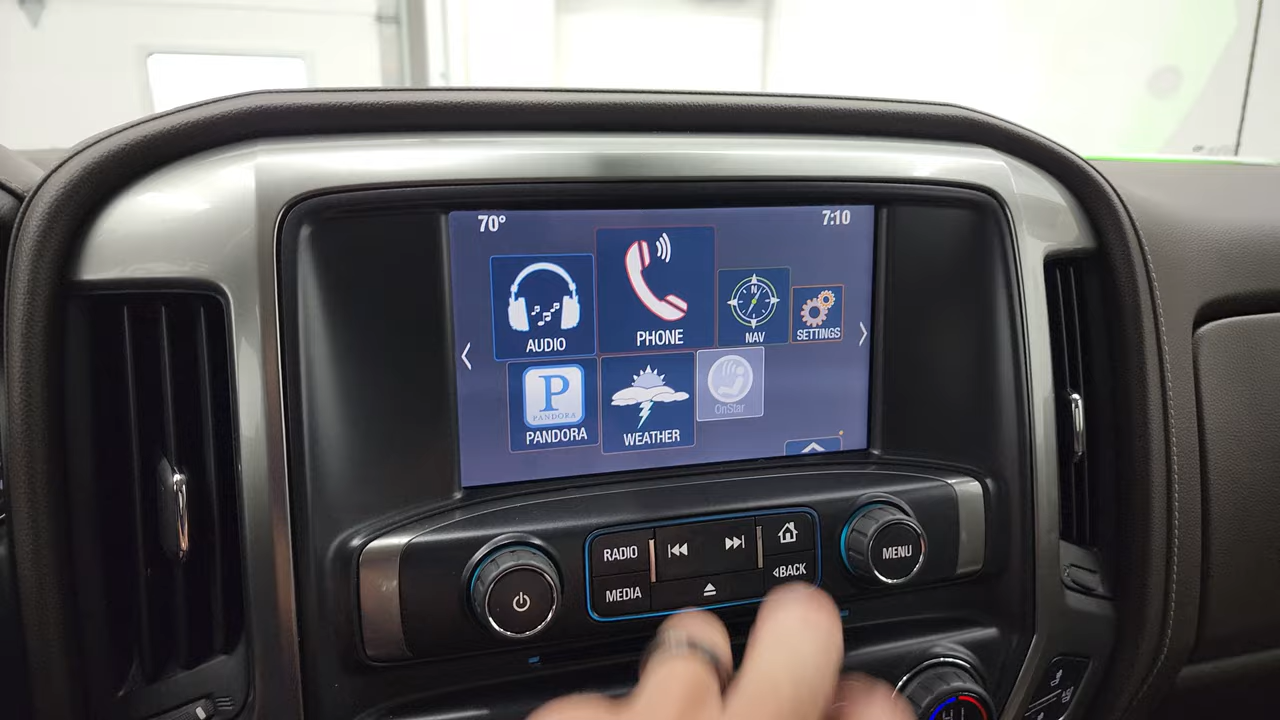 70°
7:10
AUDIO
PHONE
N
NAV
SETTINGS
P
PANDORA
PANDORA
WEATHER
OnStar
RADIO
MEDIA
BACK
MENU